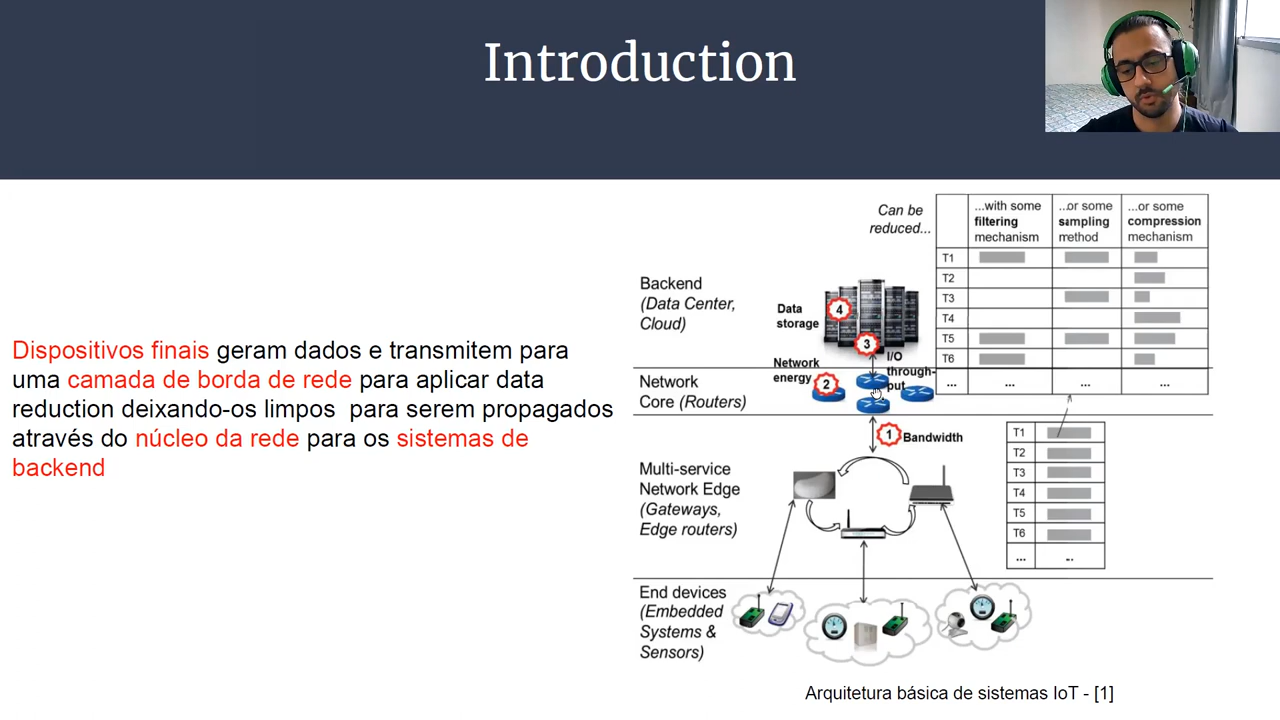 Introduction
Dispositivos finais geram dados e transmitem para
uma camada de borda de rede para aplicar data
reduction deixando-os limpos para serem propagados
através do núcleo da rede para os sistemas de
backend
Can be
reduced...
...with some
filtering
mechanism
...or some
sampling
method
...or some
compression
mechanism
T1
T2
T3
T4
T5
T6
... ... ... ...
Backend
(Data Center,
Cloud)
Data
storage
4
3
I/O
through-
put
Network
energy
2
Network
Core (Routers)
1 Bandwidth
Multi-service
Network Edge
(Gateways,
Edge routers)
T1
T2
T3
T4
T5
T6
... ...
End devices
(Embedded
Systems &
Sensors)
Arquitetura básica de sistemas IoT - [1]